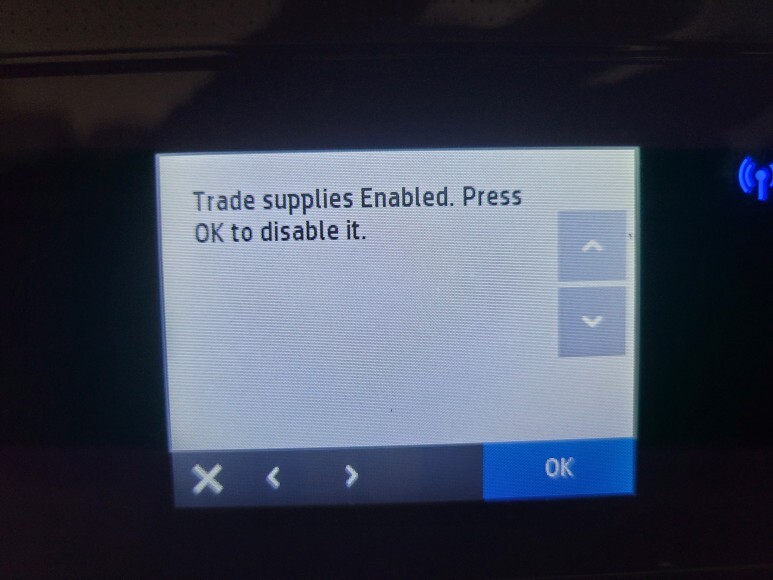 Trade supplies Enabled. Press
OK to disable it.
OK